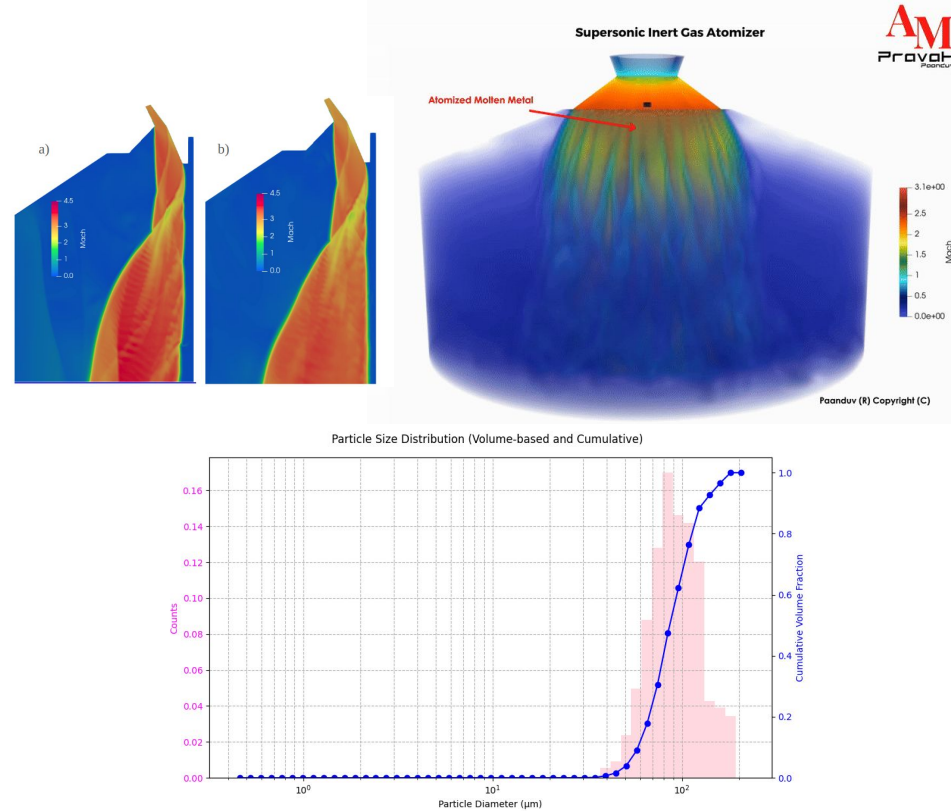 Supersonic Inert Gas Atomizer
AM
Pravah
Paanduv
Atomized Molten Metal
a)
b)
4.5
3
2
1
0.0
Mach
4.5
3
2
1
0.0
Mach
3.1e+00
2.5
2
1.5
1
0.5
0.0e+00
Mach
Paanduv (R) Copyright (C)
Particle Size Distribution (Volume-based and Cumulative)
0.16
0.14
0.12
0.10
0.08
0.06
0.04
0.02
0.00
Counts
1.0
0.8
0.6
0.4
0.2
0.0
Cumulative Volume Fraction
10⁰
10¹
10²
Particle Diameter (µm)